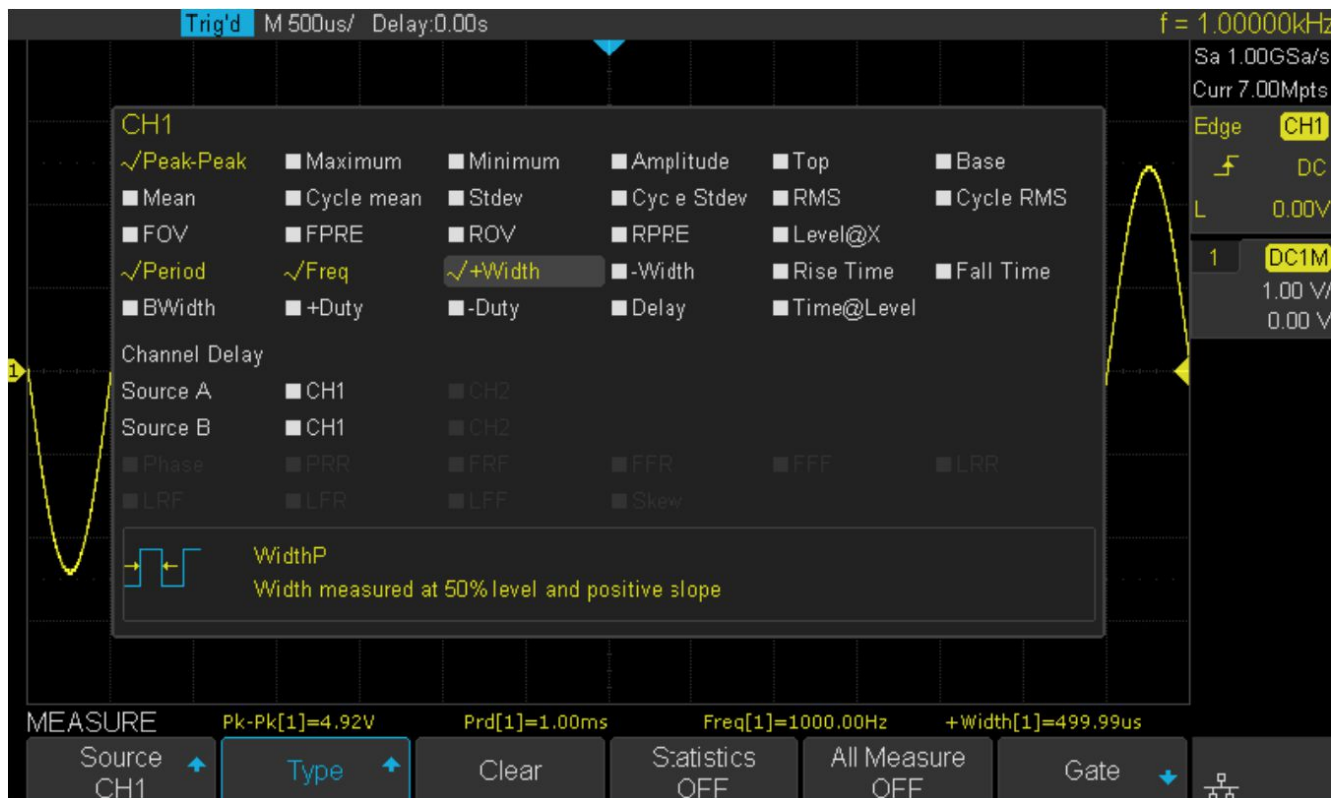 Trig'd M 500us/ Delay:0.00s f = 1.00000kHz
Sa 1.00GSa/s
Curr 7.00Mpts
Edge CH1
DC
L 0.00V
1 DC1M
1.00 V/
0.00 V
CH1
√Peak-Peak ■Maximum ■Minimum ■Amplitude ■Top ■Base
■Mean ■Cycle mean ■Stdev ■Cyc e Stdev ■RMS ■Cycle RMS
■FOV ■FPRE ■ROV ■RPRE ■Level@X
√Period √Freq √+Width ■-Width ■Rise Time ■Fall Time
■BWidth ■+Duty ■-Duty ■Delay ■Time@Level
Channel Delay
Source A ■CH1 ■CH2
Source B ■CH1 ■CH2
■Phase ■PRR ■FRF ■FFR ■FFF ■LRR
■LRF ■LFR ■LFF ■Skew
WidthP
Width measured at 50% level and positive slope
1
MEASURE Pk-Pk[1]=4.92V Prd[1]=1.00ms Freq[1]=1000.00Hz +Width[1]=499.99us
Source
CH1
Type
Clear
Statistics
OFF
All Measure
OFF
Gate